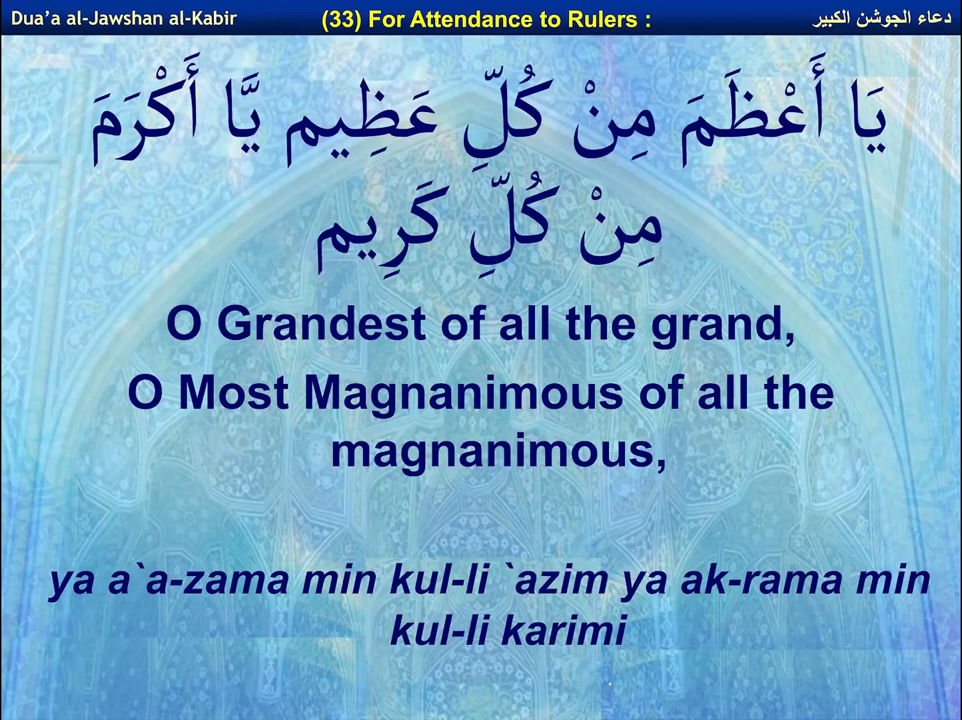 Dua’a al-Jawshan al-Kabir
(33) For Attendance to Rulers :
دعاء الجوشن الكبير
يَا أَعْظَمَ مِنْ كُلِّ عَظِيم يَّا أَكْرَمَ
مِنْ كُلِّ كَرِيم
O Grandest of all the grand,
O Most Magnanimous of all the
magnanimous,
ya a`a-zama min kul-li `azim ya ak-rama min
kul-li karimi